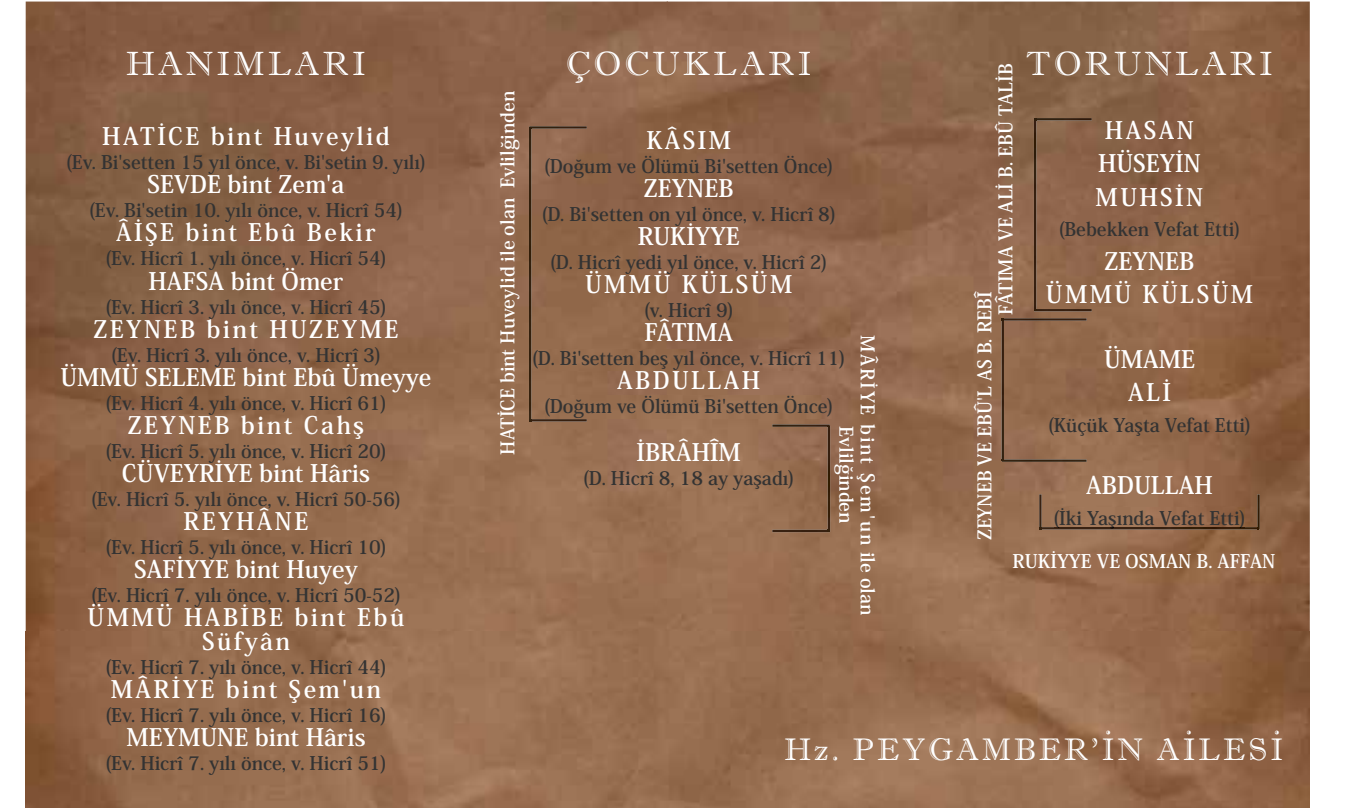 HANIMLARI
HATİCE bint Huveylid
(Ev. Bi'setten 15 yıl önce, v. Bi'setin 9. yılı)
SEVDE bint Zem'a
(Ev. Bi'setin 10. yılı önce, v. Hicrî 54)
ÂİŞE bint Ebû Bekir
(Ev. Hicrî 1. yılı önce, v. Hicrî 54)
HAFSA bint Ömer
(Ev. Hicrî 3. yılı önce, v. Hicrî 45)
ZEYNEB bint HUZEYME
(Ev. Hicrî 3. yılı önce, v. Hicrî 3)
ÜMMÜ SELEME bint Ebû Ümeyye
(Ev. Hicrî 4. yılı önce, v. Hicrî 61)
ZEYNEB bint Cahş
(Ev. Hicrî 5. yılı önce, v. Hicrî 20)
CÜVEYRİYE bint Hâris
(Ev. Hicrî 5. yılı önce, v. Hicrî 50-56)
REYHÂNE
(Ev. Hicrî 5. yılı önce, v. Hicrî 10)
SAFİYYE bint Huyey
(Ev. Hicrî 7. yılı önce, v. Hicrî 50-52)
ÜMMÜ HABİBE bint Ebû
Süfyân
(Ev. Hicrî 7. yılı önce, v. Hicrî 44)
MÂRİYE bint Şem'un
(Ev. Hicrî 7. yılı önce, v. Hicrî 16)
MEYMUNE bint Hâris
(Ev. Hicrî 7. yılı önce, v. Hicrî 51)
ÇOCUKLARI
HATİCE bint Huveylid ile olan Evlilğinden
KÂSIM
(Doğum ve Ölümü Bi'setten Önce)
ZEYNEB
(D. Bi'setten on yıl önce, v. Hicrî 8)
RUKİYYE
(D. Hicrî yedi yıl önce, v. Hicrî 2)
ÜMMÜ KÜLSÜM
(v. Hicrî 9)
FÂTIMA
(D. Bi'setten beş yıl önce, v. Hicrî 11)
ABDULLAH
(Doğum ve Ölümü Bi'setten Önce)
İBRÂHÎM
(D. Hicrî 8, 18 ay yaşadı)
MÂRİYE bint Şem'un ile olan
Evliliğinden
TORUNLARI
FÂTIMA VE ALİ B. EBÛ TALİB
HASAN
HÜSEYİN
MUHSİN
(Bebekken Vefat Etti)
ZEYNEB
ÜMMÜ KÜLSÜM
ZEYNEB VE EBÛ'L AS B. REBÎ
ÜMAME
ALİ
(Küçük Yaşta Vefat Etti)
ABDULLAH
(İki Yaşında Vefat Etti)
RUKİYYE VE OSMAN B. AFFAN
Hz. PEYGAMBER'İN AİLESİ